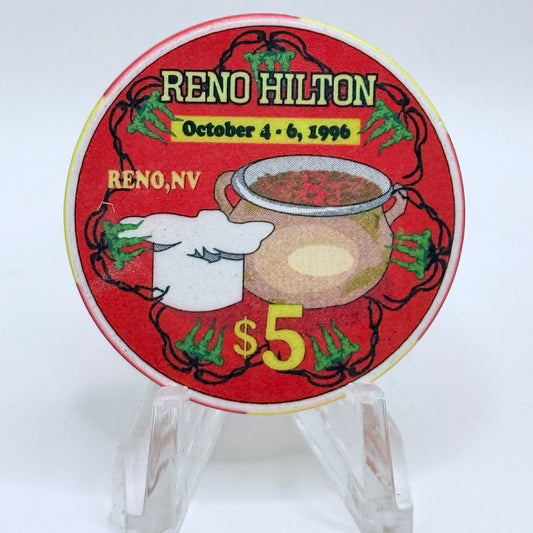 RENO HILTON
October 4 - 6, 1996
RENO, NV
$5